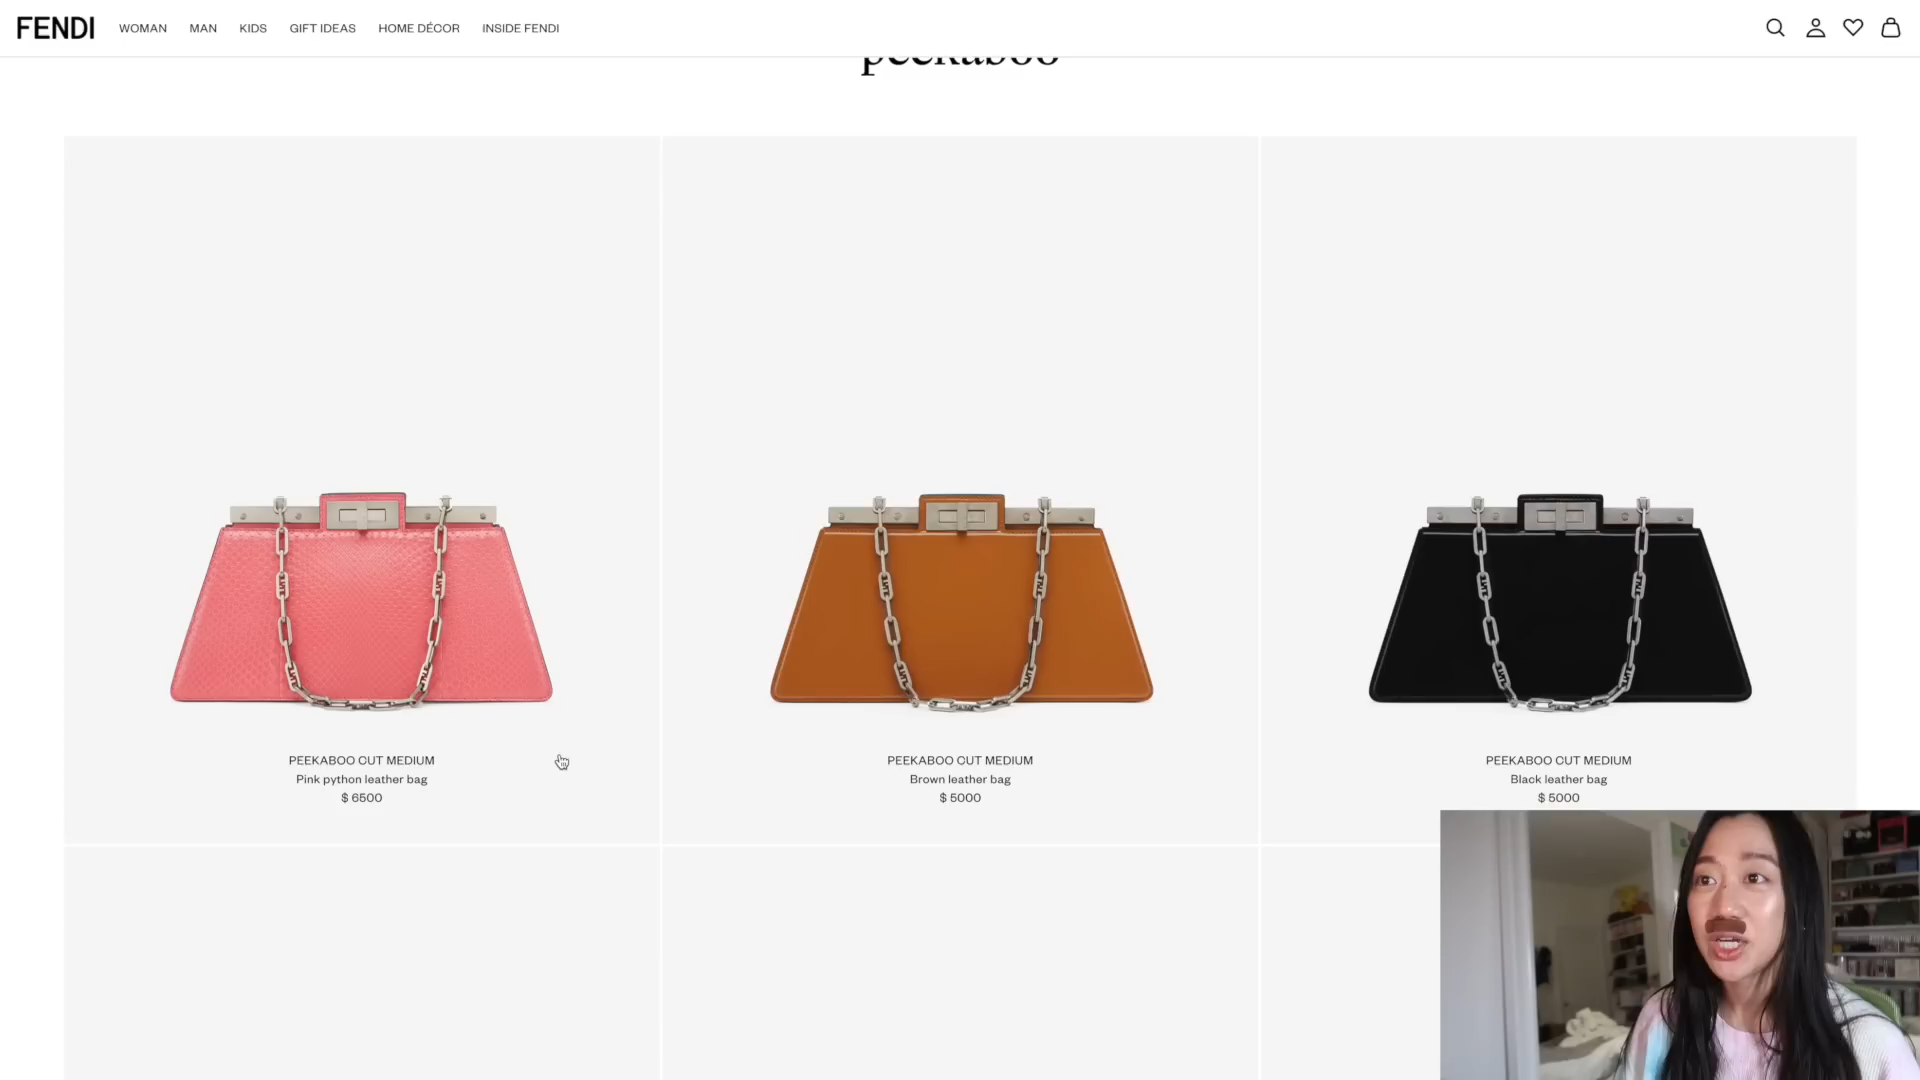 FENDI
WOMAN MAN KIDS GIFT IDEAS HOME DÉCOR INSIDE FENDI
peekaboo
PEEKABOO CUT MEDIUM
Pink python leather bag
$ 6500
PEEKABOO CUT MEDIUM
Brown leather bag
$ 5000
PEEKABOO CUT MEDIUM
Black leather bag
$ 5000